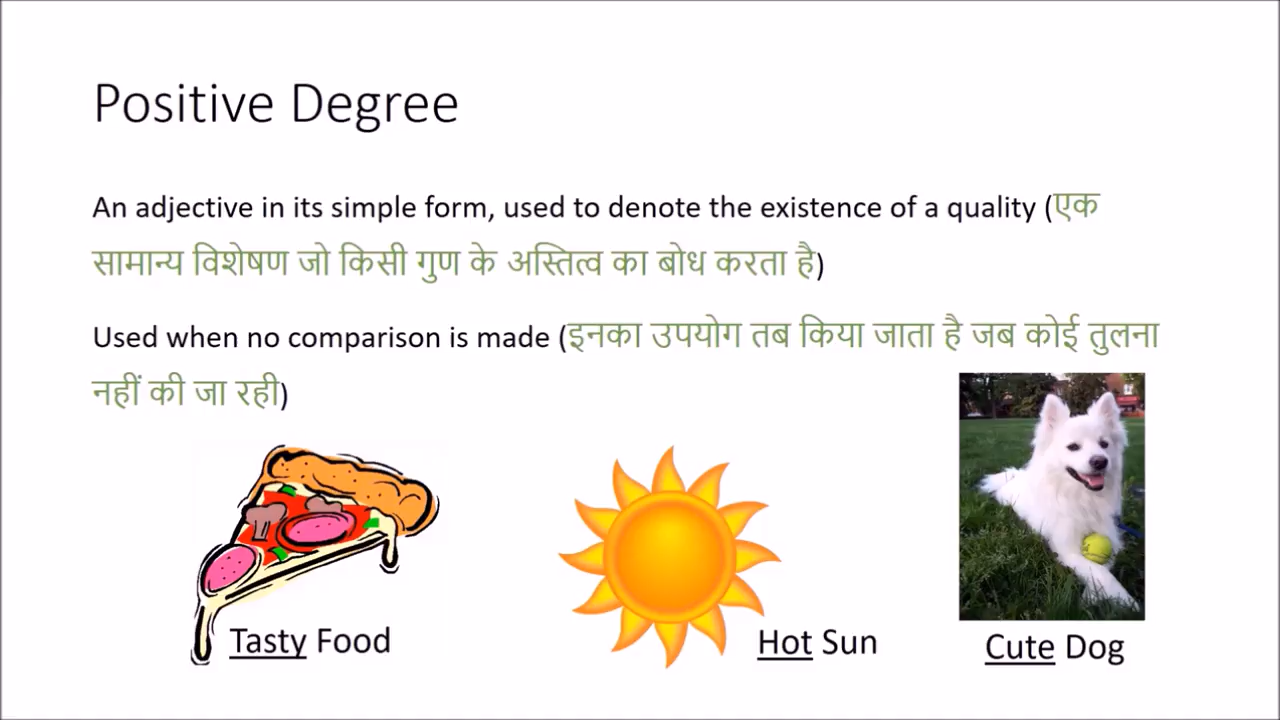 Positive Degree
An adjective in its simple form, used to denote the existence of a quality (एक
सामान्य विशेषण जो किसी गुण के अस्तित्व का बोध करता है)
Used when no comparison is made (इनका उपयोग तब किया जाता है जब कोई तुलना
नहीं की जा रही)
Tasty Food
Hot Sun
Cute Dog